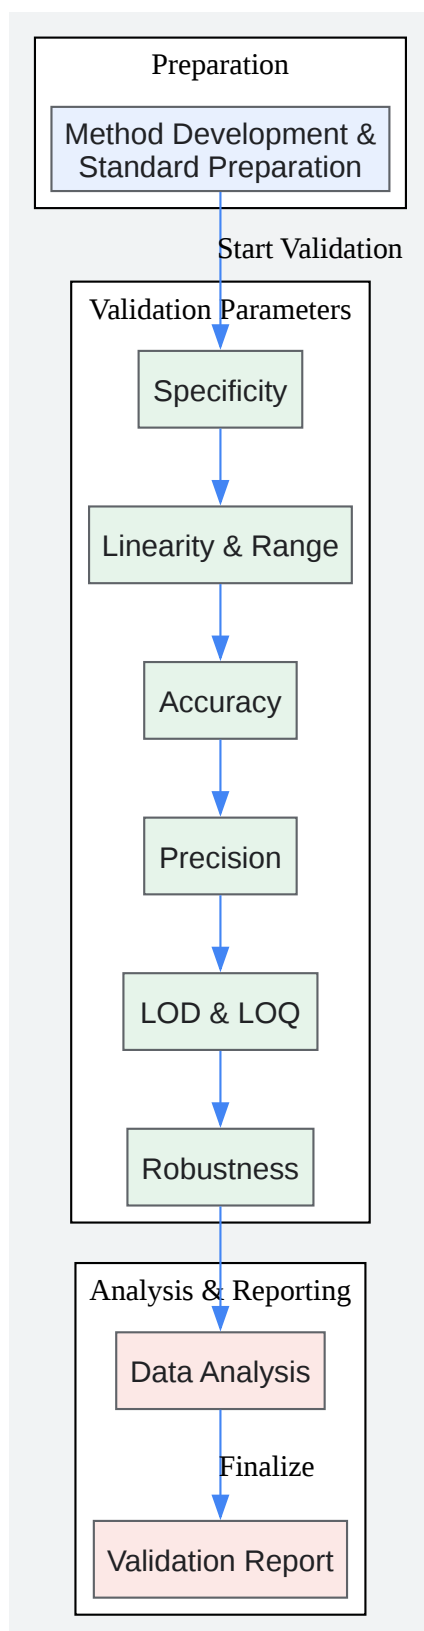 Preparation
Method Development &
Standard Preparation
Start Validation
Validation Parameters
Specificity
Linearity & Range
Accuracy
Precision
LOD & LOQ
Robustness
Analysis & Reporting
Data Analysis
Finalize
Validation Report